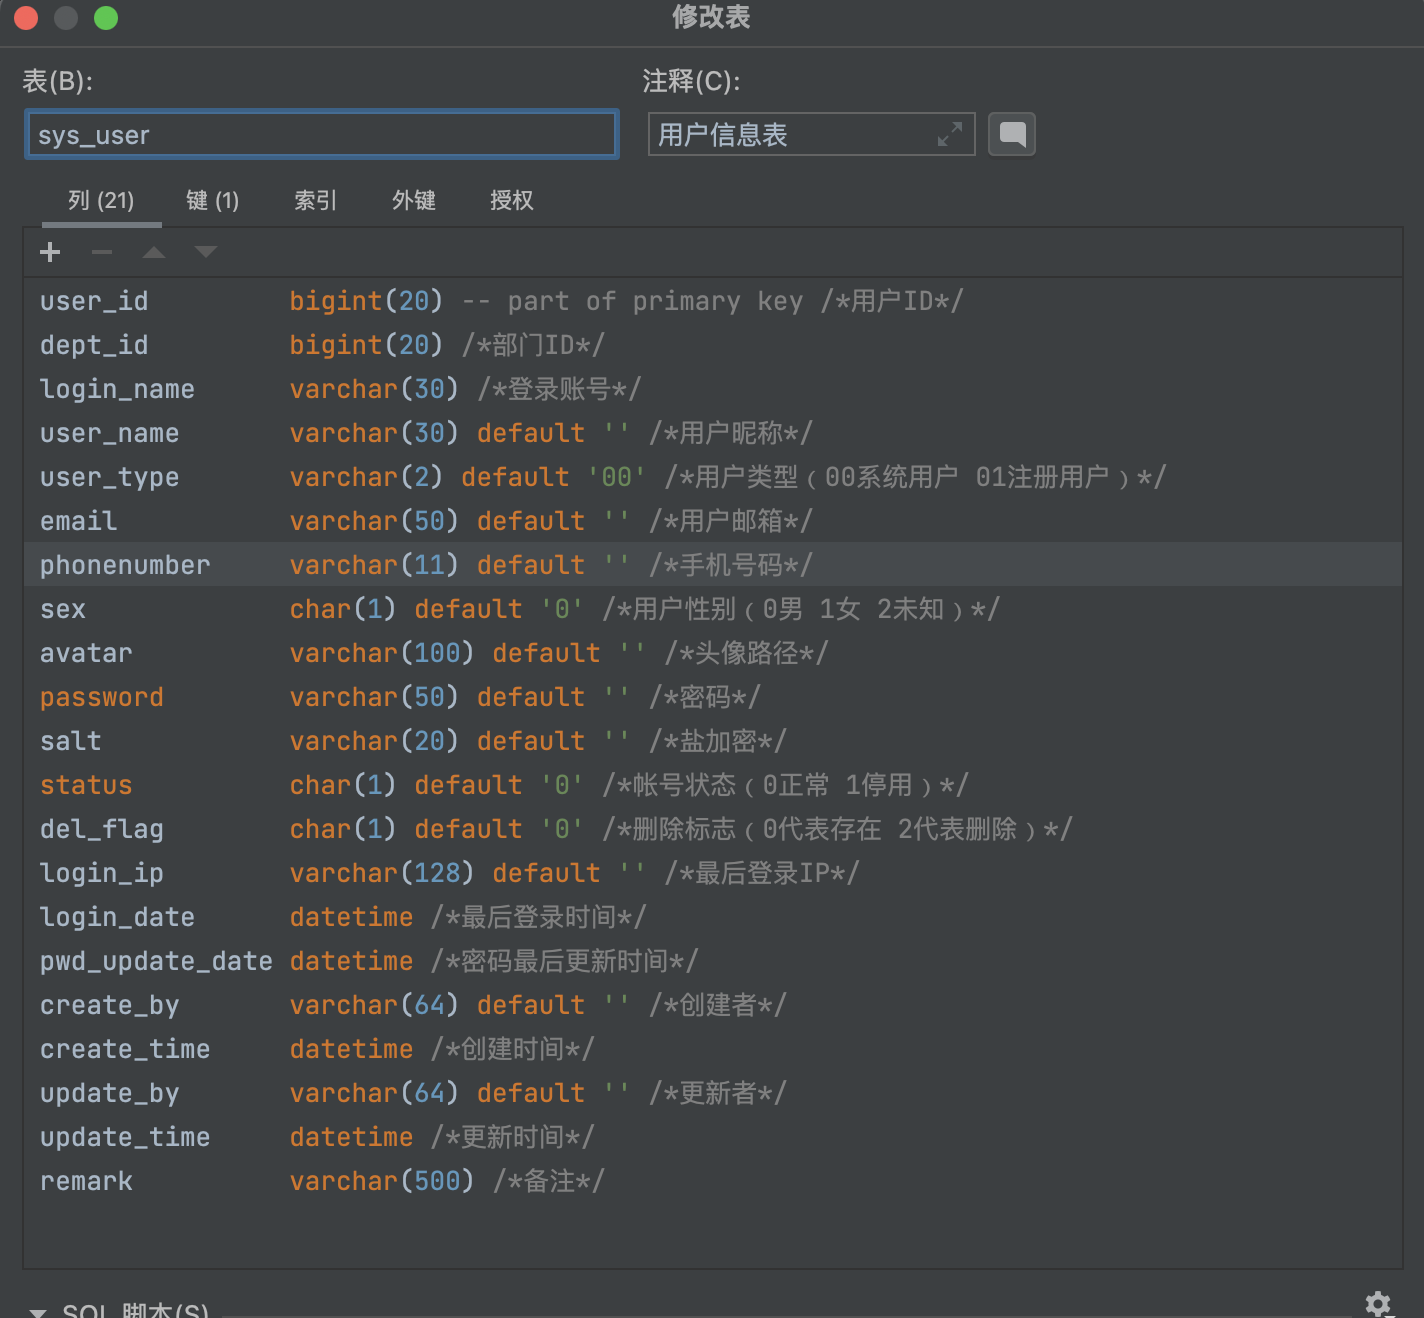 修改表
表(B):
注释(C):
sys_user
用户信息表
列 (21) 键 (1) 索引 外键 授权
user_id bigint(20) -- part of primary key /*用户ID*/
dept_id bigint(20) /*部门ID*/
login_name varchar(30) /*登录账号*/
user_name varchar(30) default '' /*用户昵称*/
user_type varchar(2) default '00' /*用户类型（00系统用户 01注册用户）*/
email varchar(50) default '' /*用户邮箱*/
phonenumber varchar(11) default '' /*手机号码*/
sex char(1) default '0' /*用户性别（0男 1女 2未知）*/
avatar varchar(100) default '' /*头像路径*/
password varchar(50) default '' /*密码*/
salt varchar(20) default '' /*盐加密*/
status char(1) default '0' /*帐号状态（0正常 1停用）*/
del_flag char(1) default '0' /*删除标志（0代表存在 2代表删除）*/
login_ip varchar(128) default '' /*最后登录IP*/
login_date datetime /*最后登录时间*/
pwd_update_date datetime /*密码最后更新时间*/
create_by varchar(64) default '' /*创建者*/
create_time datetime /*创建时间*/
update_by varchar(64) default '' /*更新者*/
update_time datetime /*更新时间*/
remark varchar(500) /*备注*/
SQL 脚本(S)